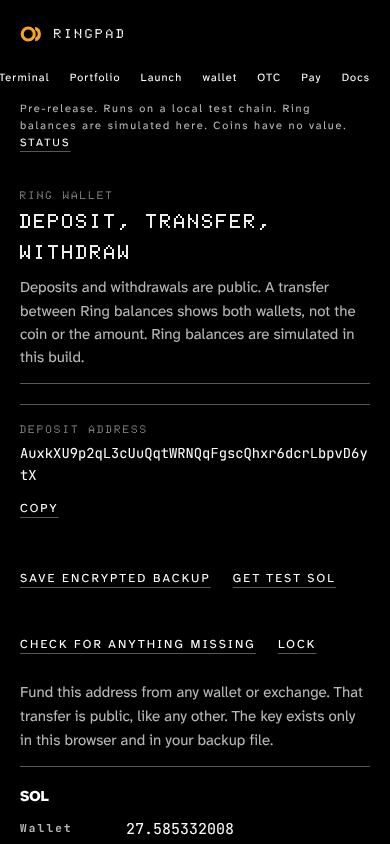 RINGPAD
Terminal Portfolio Launch wallet OTC Pay Docs
Pre-release. Runs on a local test chain. Ring
balances are simulated here. Coins have no value.
STATUS
RING WALLET
DEPOSIT, TRANSFER,
WITHDRAW
Deposits and withdrawals are public. A transfer
between Ring balances shows both wallets, not the
coin or the amount. Ring balances are simulated in
this build.
DEPOSIT ADDRESS
AuxkXU9p2qL3cUuQqtWRNQqFgscQhxr6dcrLbpvD6y
tX
COPY
SAVE ENCRYPTED BACKUP GET TEST SOL
CHECK FOR ANYTHING MISSING LOCK
Fund this address from any wallet or exchange. That
transfer is public, like any other. The key exists only
in this browser and in your backup file.
SOL
Wallet 27.585332008